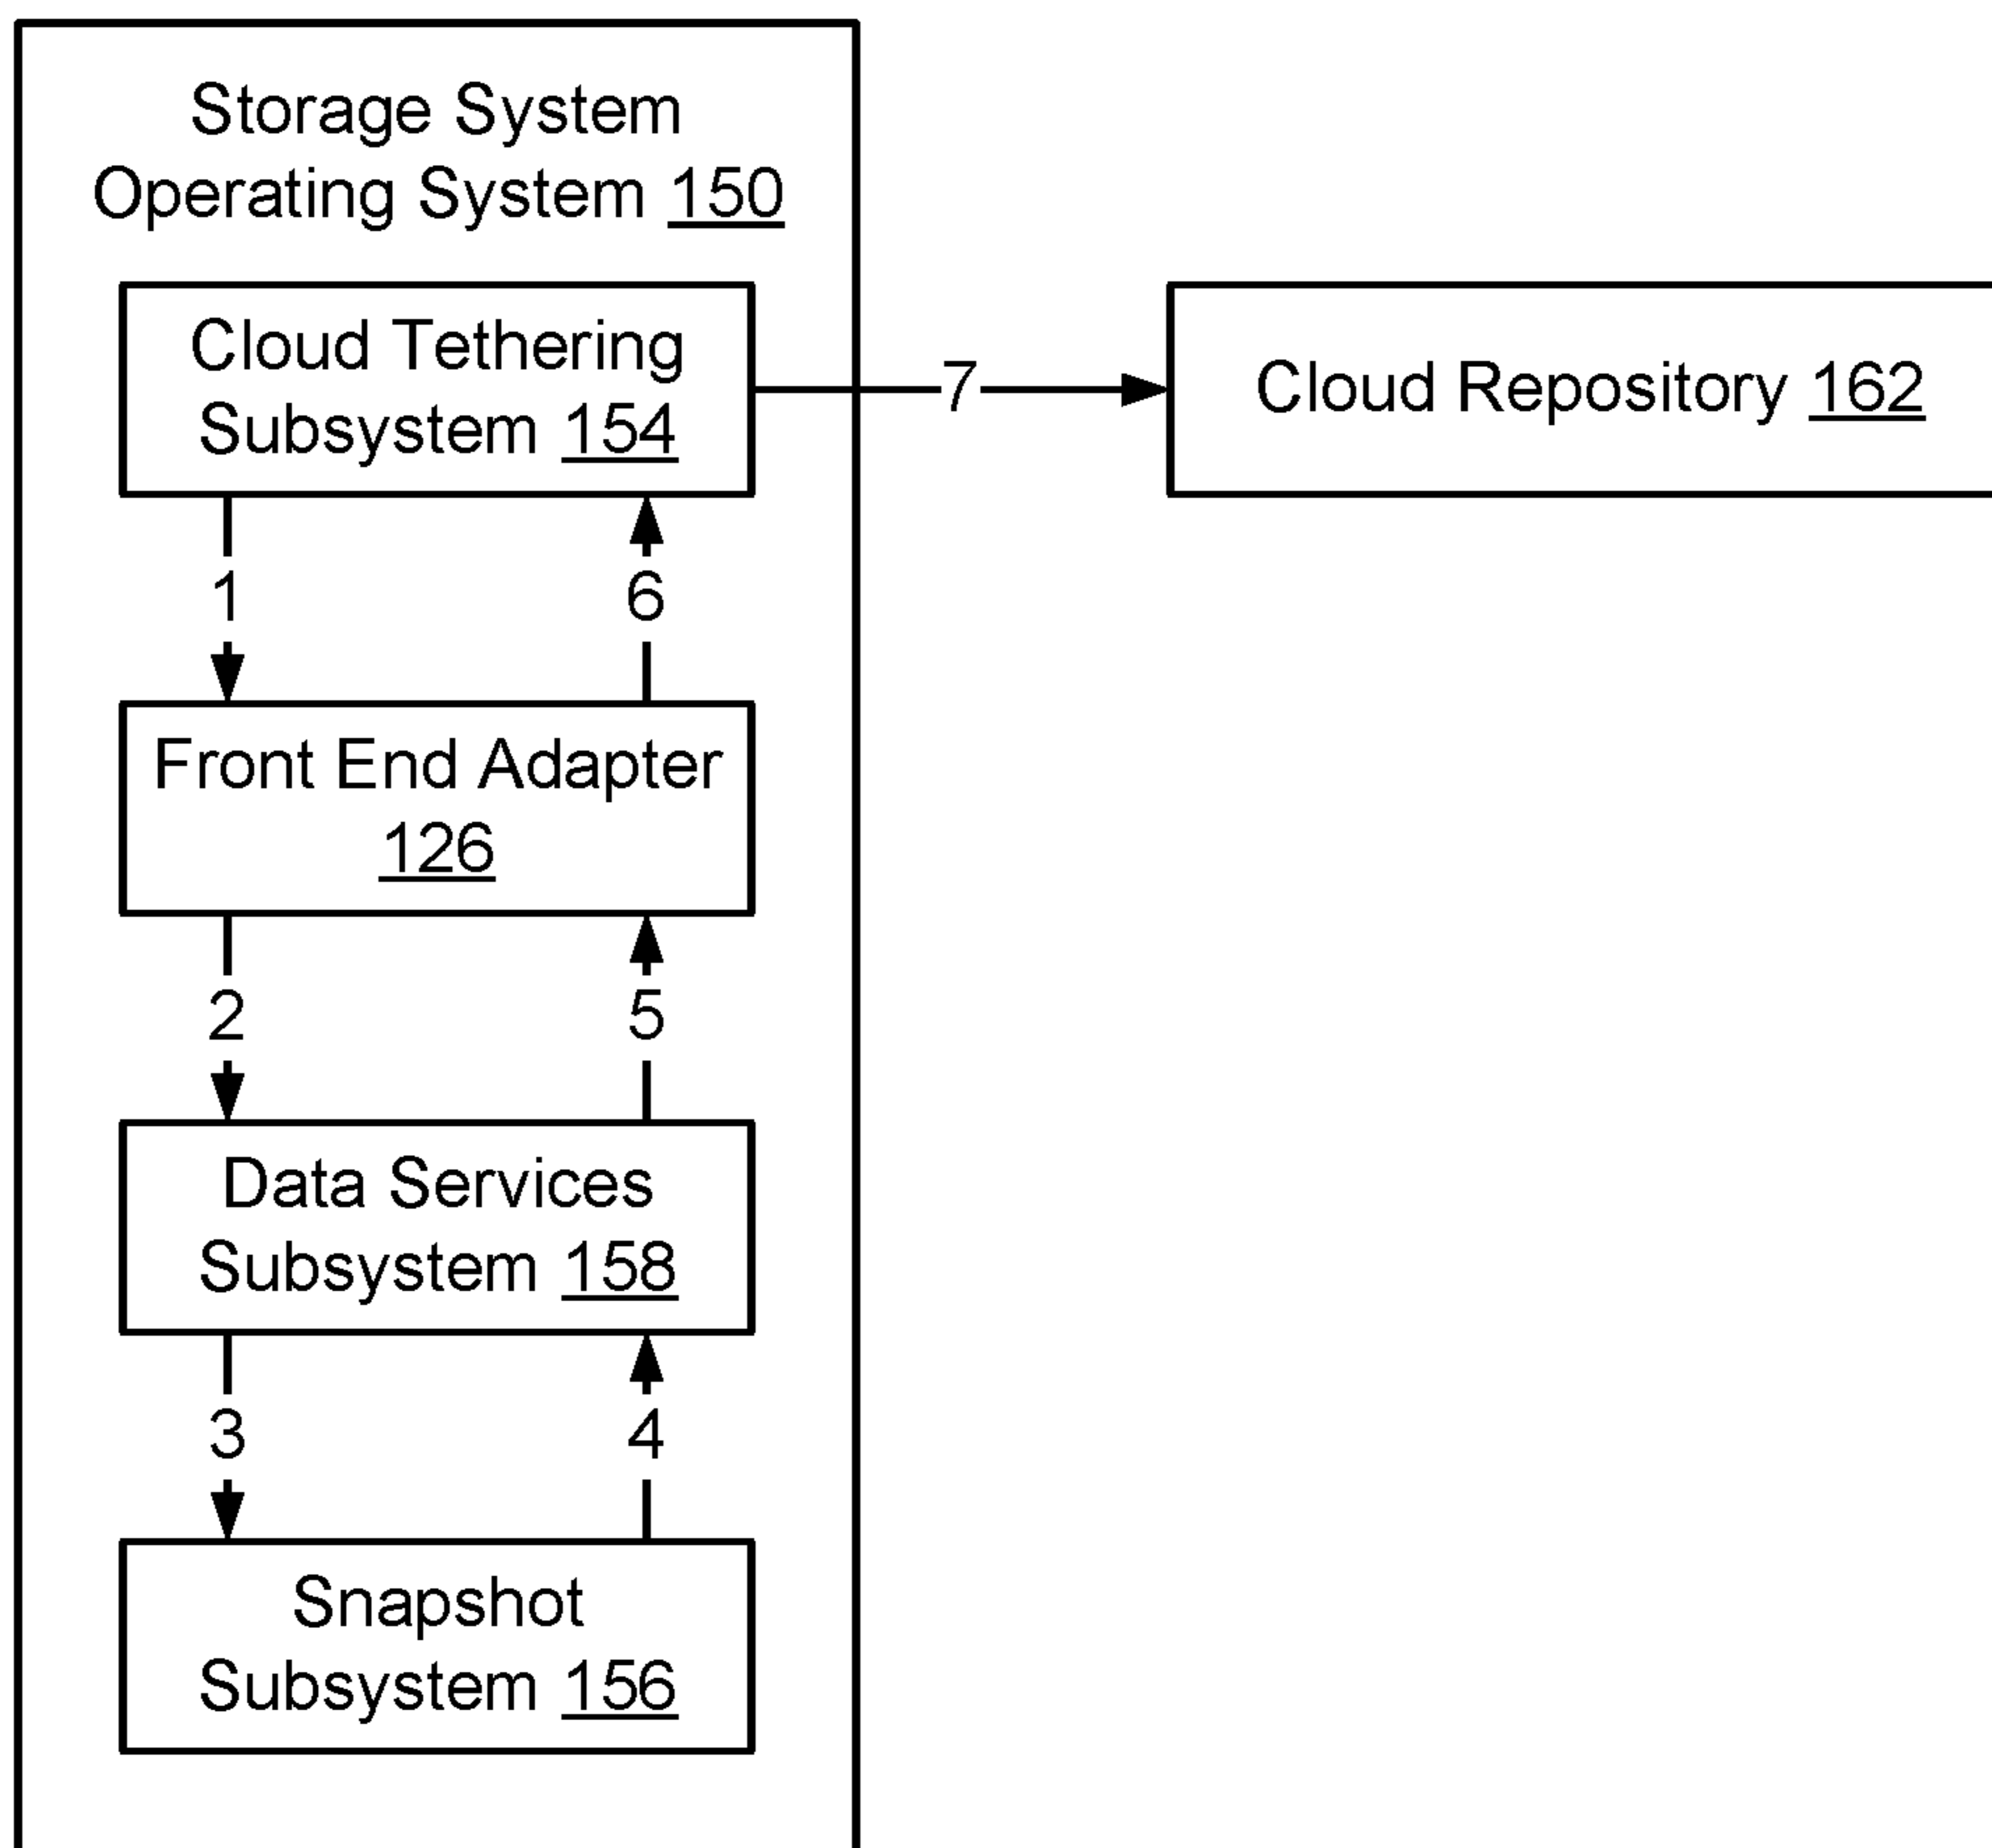 Storage System
Operating System 150
Cloud Tethering
Subsystem 154
7
Cloud Repository 162
1
6
Front End Adapter
126
2
5
Data Services
Subsystem 158
3
4
Snapshot
Subsystem 156